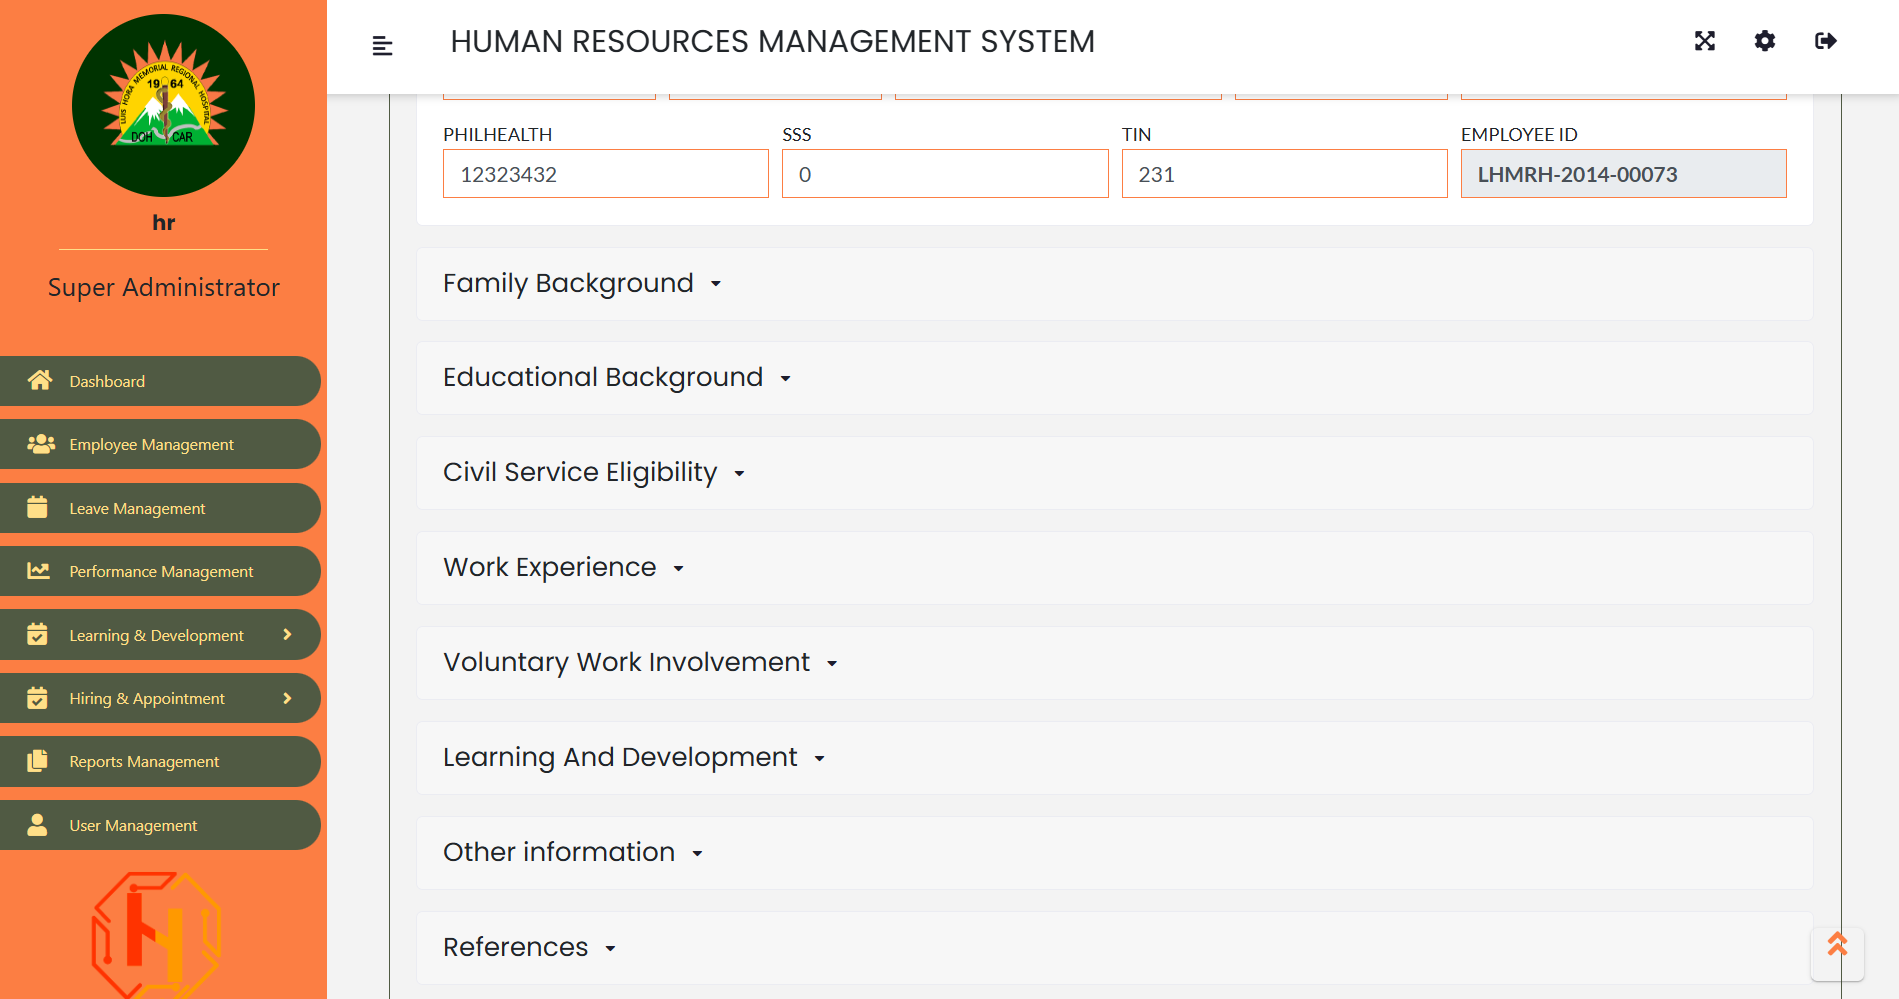 LUIS HORA MEMORIAL REGIONAL HOSPITAL
1964
DOH CAR
hr
Super Administrator
Dashboard
Employee Management
Leave Management
Performance Management
Learning & Development
Hiring & Appointment
Reports Management
User Management
HUMAN RESOURCES MANAGEMENT SYSTEM
PHILHEALTH SSS TIN EMPLOYEE ID
12323432 0 231 LHMRH-2014-00073
Family Background
Educational Background
Civil Service Eligibility
Work Experience
Voluntary Work Involvement
Learning And Development
Other information
References